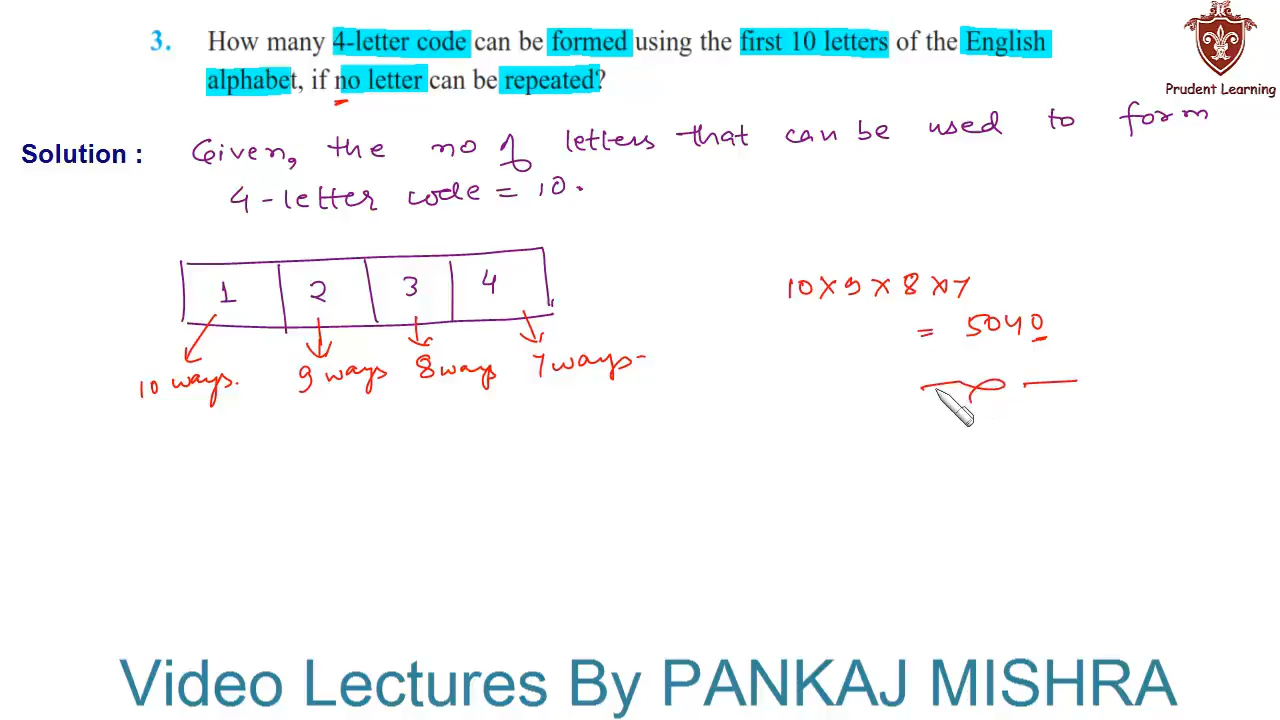 3. How many 4-letter code can be formed using the first 10 letters of the English
alphabet, if no letter can be repeated?
Prudent Learning
Solution : Given, the no of letters that can be used to form
4-letter code = 10.
1 2 3 4
10 × 9 × 8 × 7
= 5040
10 ways. 9 ways 8 ways 7 ways
Video Lectures By PANKAJ MISHRA